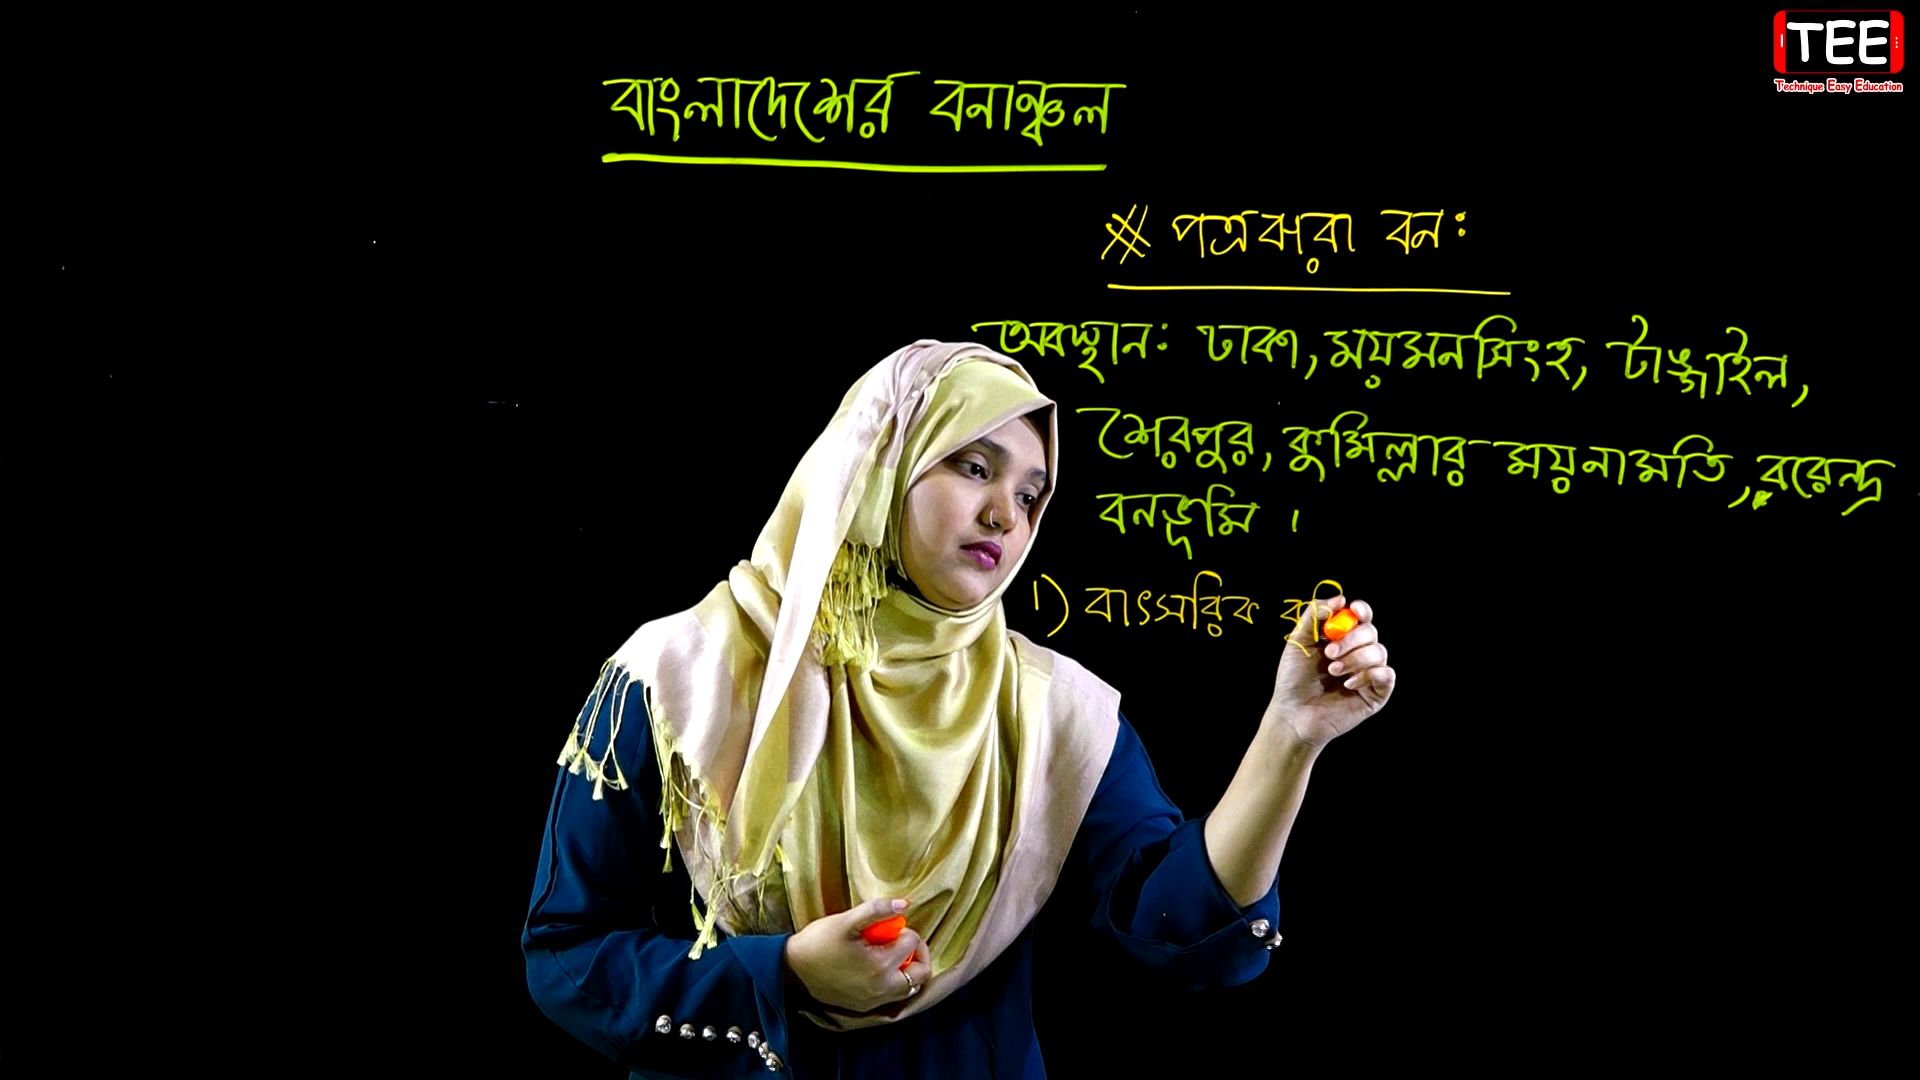 TEE
Technique Easy Education
বাংলাদেশের বনাঞ্চল
# পত্রঝরা বন:
অবস্থান: ঢাকা, ময়মনসিংহ, টাঙ্গাইল,
শেরপুর, কুমিল্লার ময়নামতি, বরেন্দ্র
বনভূমি ।
১) বাৎসরিক